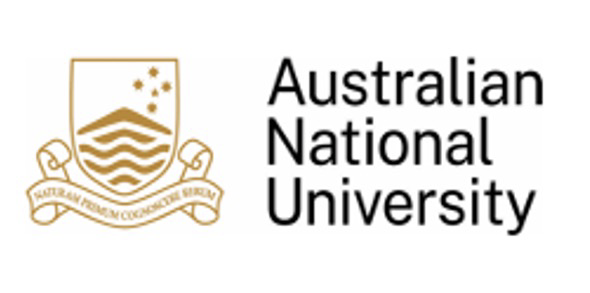 NATURAM PRIMUM COGNOSCERE RERUM
Australian
National
University